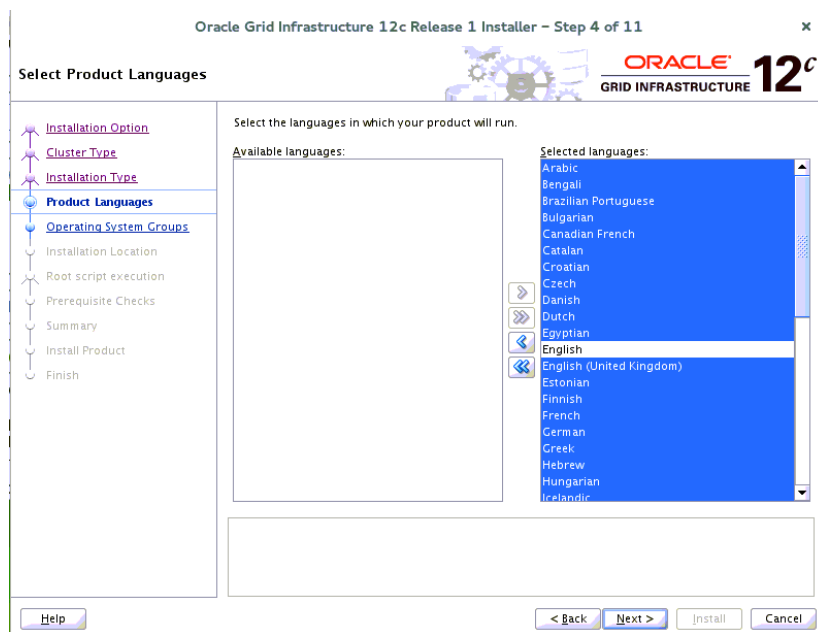 Oracle Grid Infrastructure 12c Release 1 Installer – Step 4 of 11
Select Product Languages
ORACLE
GRID INFRASTRUCTURE
12c
Installation Option
Cluster Type
Installation Type
Product Languages
Operating System Groups
Installation Location
Root script execution
Prerequisite Checks
Summary
Install Product
Finish
Select the languages in which your product will run.
Available languages:
Selected languages:
Arabic
Bengali
Brazilian Portuguese
Bulgarian
Canadian French
Catalan
Croatian
Czech
Danish
Dutch
Egyptian
English
English (United Kingdom)
Estonian
Finnish
French
German
Greek
Hebrew
Hungarian
Icelandic
Help
< Back
Next >
Install
Cancel